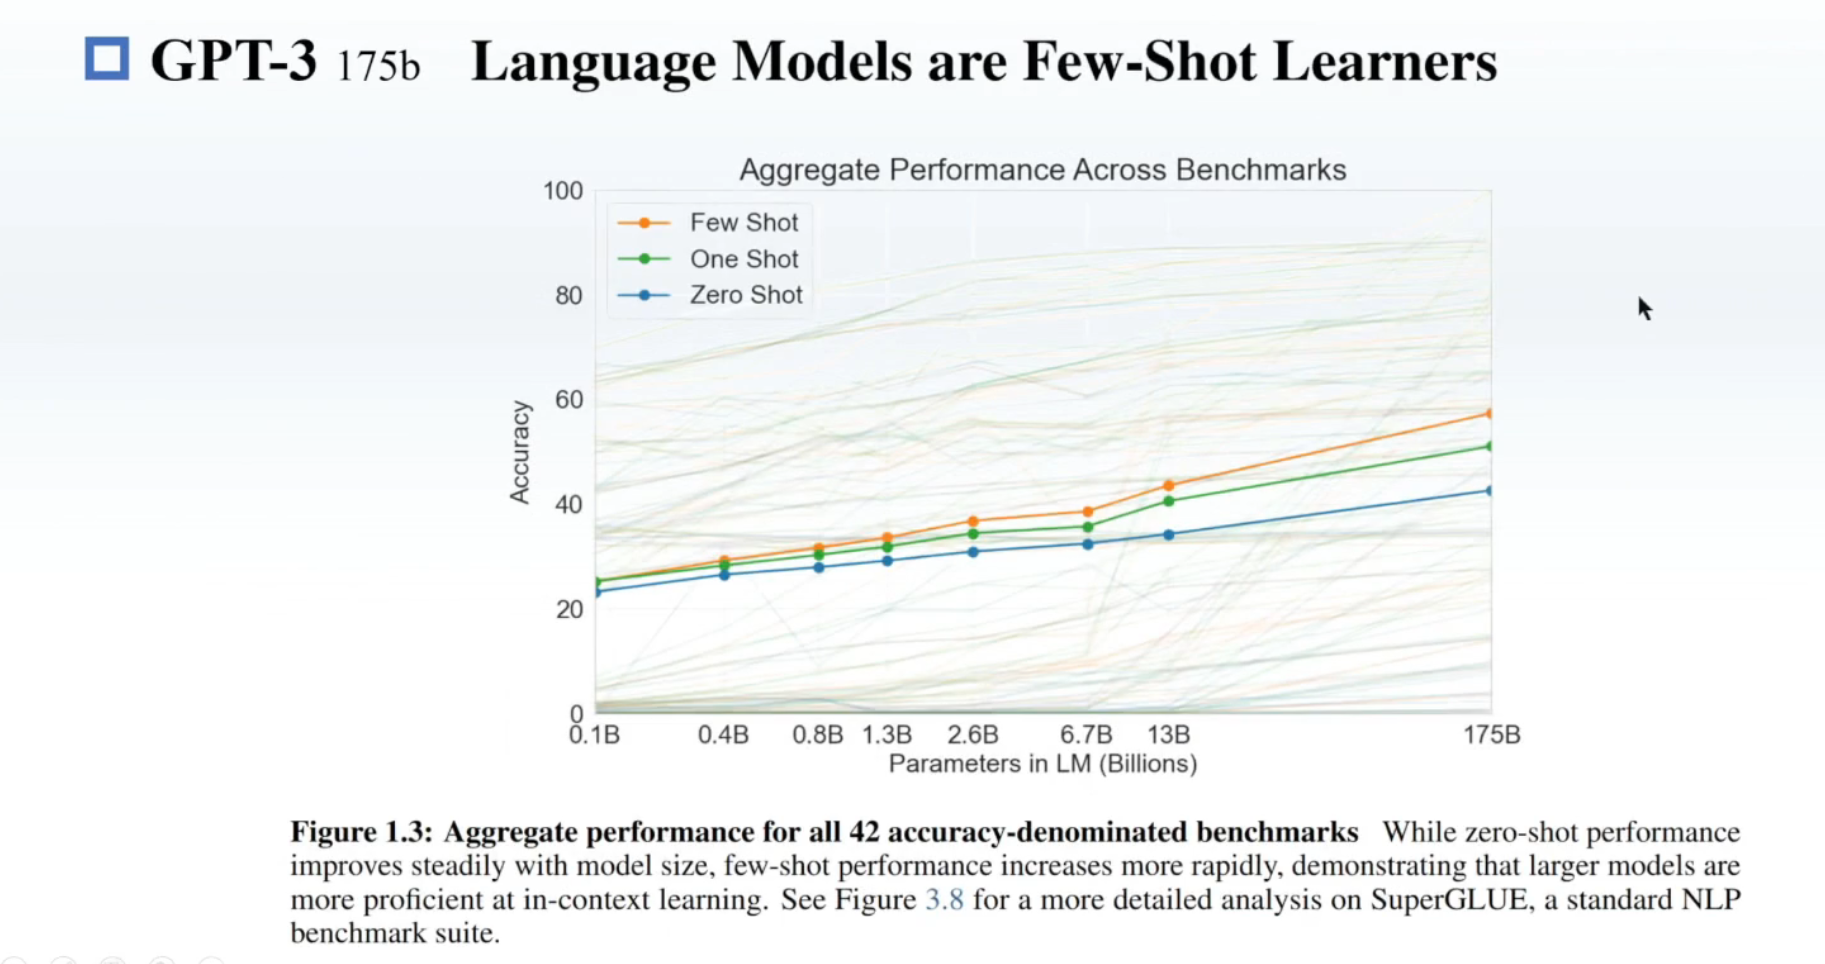 GPT-3 175b Language Models are Few-Shot Learners
Aggregate Performance Across Benchmarks
100
80
60
40
20
0
Accuracy
Few Shot
One Shot
Zero Shot
0.1B 0.4B 0.8B 1.3B 2.6B 6.7B 13B 175B
Parameters in LM (Billions)
Figure 1.3: Aggregate performance for all 42 accuracy-denominated benchmarks While zero-shot performance
improves steadily with model size, few-shot performance increases more rapidly, demonstrating that larger models are
more proficient at in-context learning. See Figure 3.8 for a more detailed analysis on SuperGLUE, a standard NLP
benchmark suite.